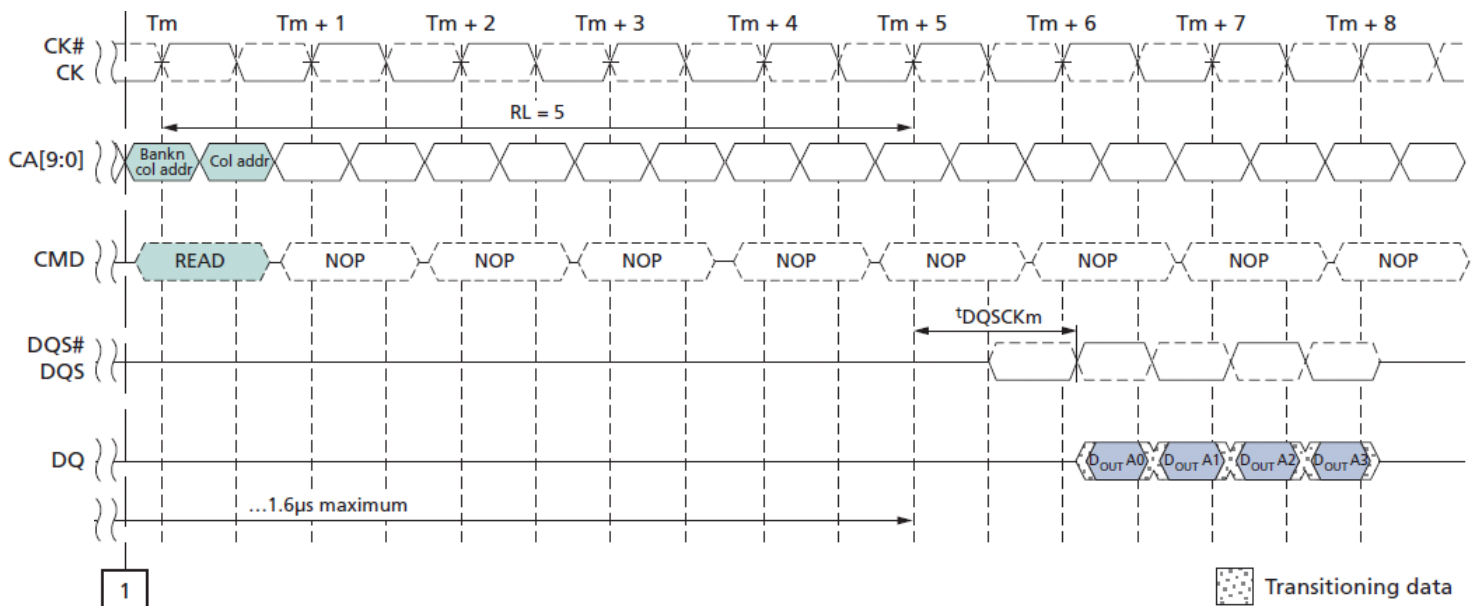 Tm Tm + 1 Tm + 2 Tm + 3 Tm + 4 Tm + 5 Tm + 6 Tm + 7 Tm + 8
CK#
CK
RL = 5
CA[9:0] Bankn col addr Col addr
CMD READ NOP NOP NOP NOP NOP NOP NOP NOP
tDQSCKm
DQS#
DQS
DQ DOUT A0 DOUT A1 DOUT A2 DOUT A3
…1.6µs maximum
1
Transitioning data